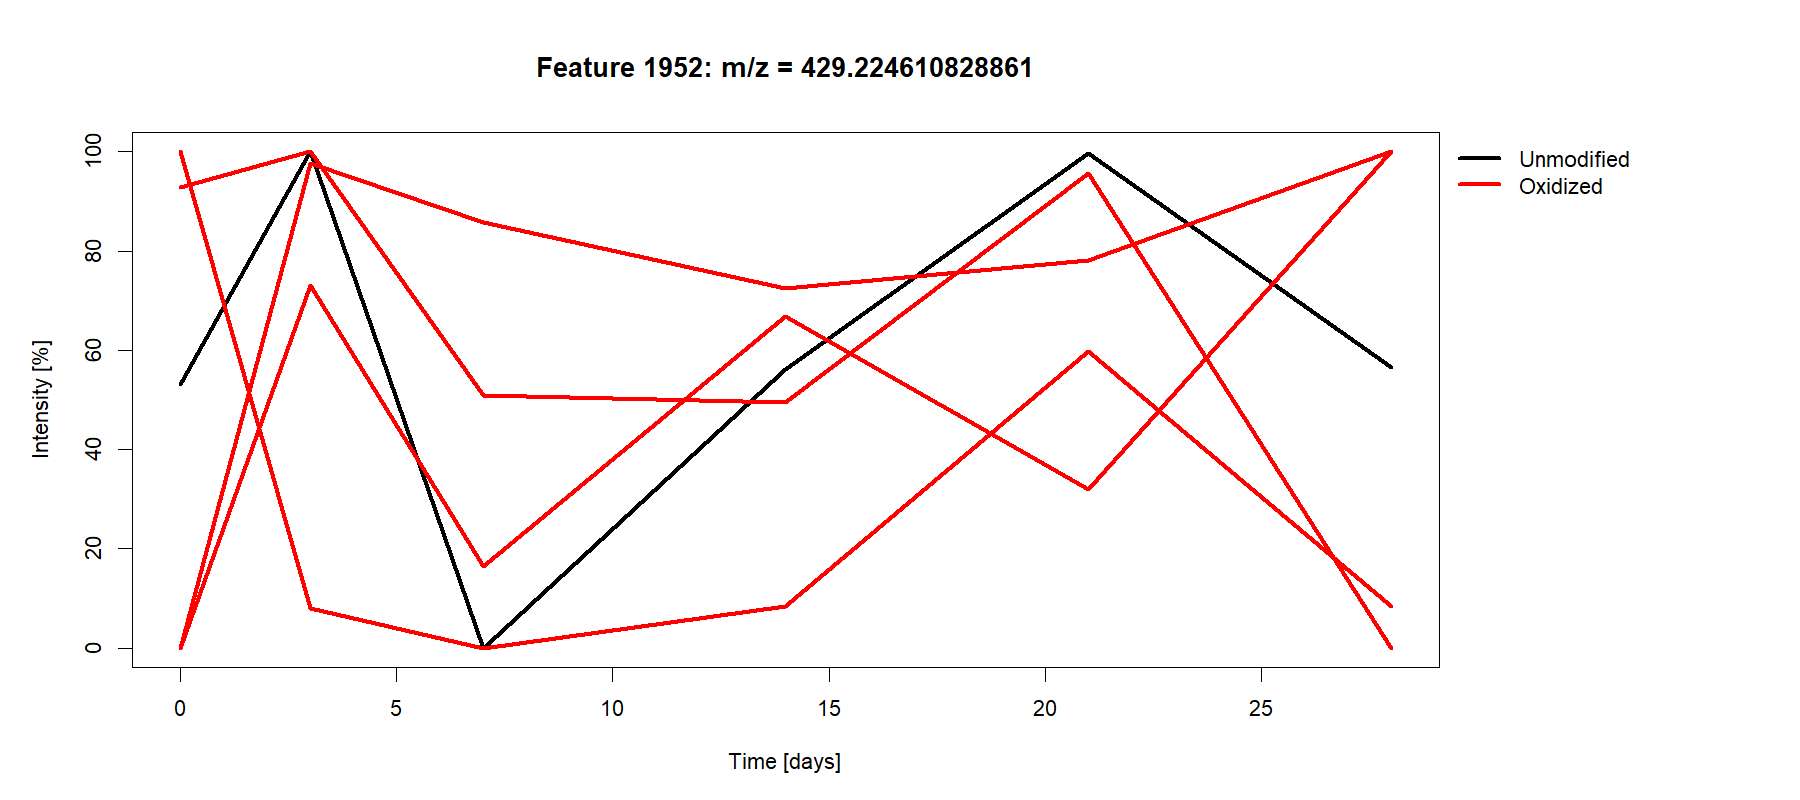 Feature 1952: m/z = 429.224610828861
Unmodified
Oxidized
Intensity [%]
100
80
60
40
20
0
0 5 10 15 20 25
Time [days]